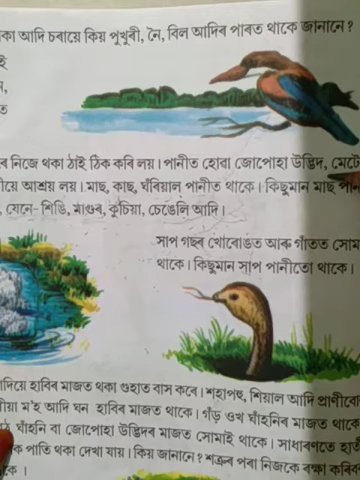 কা আদি চৰায়ে কিয় পুখুৰী, নৈ, বিল আদিৰ পাৰত থাকে জানানে ?
ই
ন,
ত
ৰে নিজে থকা ঠাই ঠিক কৰি লয়। পানীত হোৱা জোপোহা উদ্ভিদ, মেটে
য়ে আশ্ৰয় লয়। মাছ, কাছ, ঘঁৰিয়াল পানীত থাকে। কিছুমান মাছ পান
, যেনে- শিঙি, মাগুৰ, কুচিয়া, চেঙেলি আদি।
সাপ গছৰ খোৰোঙত আৰু গাঁতত সোম
থাকে। কিছুমান সাপ পানীতো থাকে।
াদিয়ে হাবিৰ মাজত থকা গুহাত বাস কৰে। শহাপহু, শিয়াল আদি প্ৰাণীবো
ীয়া ম'হ আদি ঘন হাবিৰ মাজত থাকে। গঁড় ওখ ঘাঁহনিৰ মাজত থাকে
ঘাঁহনি বা জোপোহা উদ্ভিদৰ মাজত সোমাই থাকে। সাধাৰণতে হাতী
ক পাতি থকা দেখা যায়। কিয় জানানে ? শত্ৰুৰ পৰা নিজকে ৰক্ষা কৰিব
কে ।